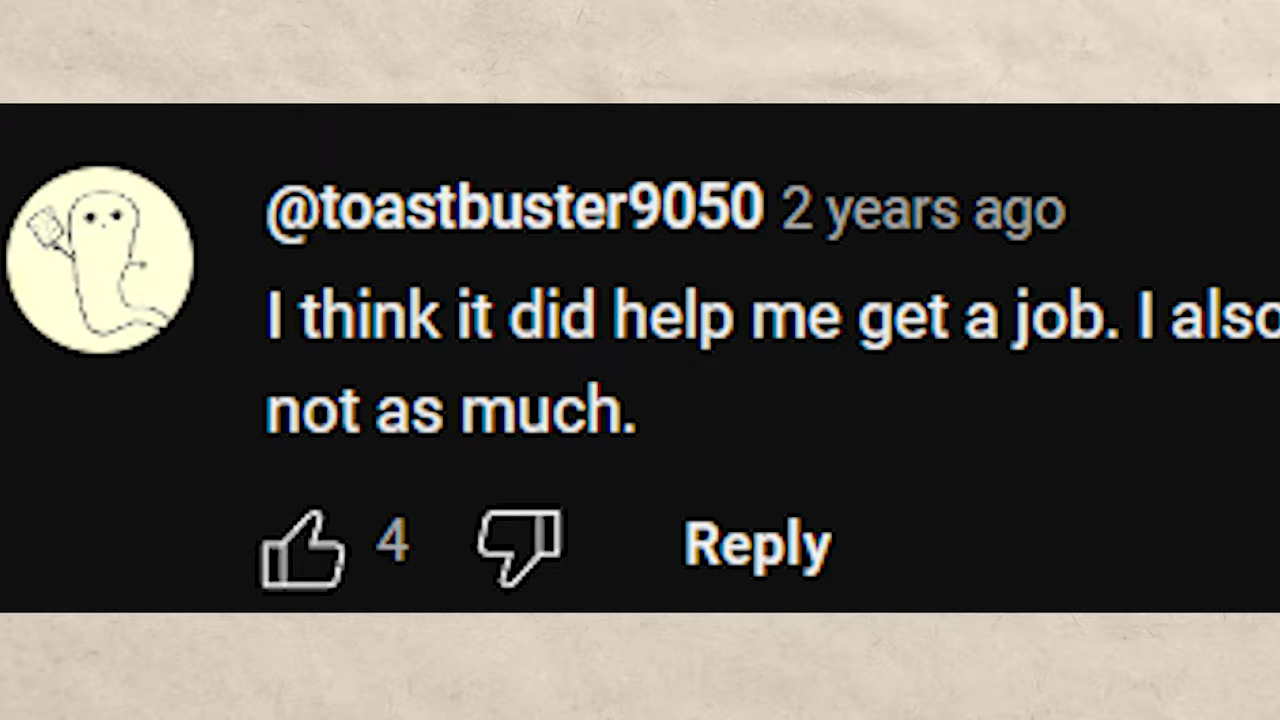 @toastbuster9050 2 years ago
I think it did help me get a job. I also
not as much.
4
Reply